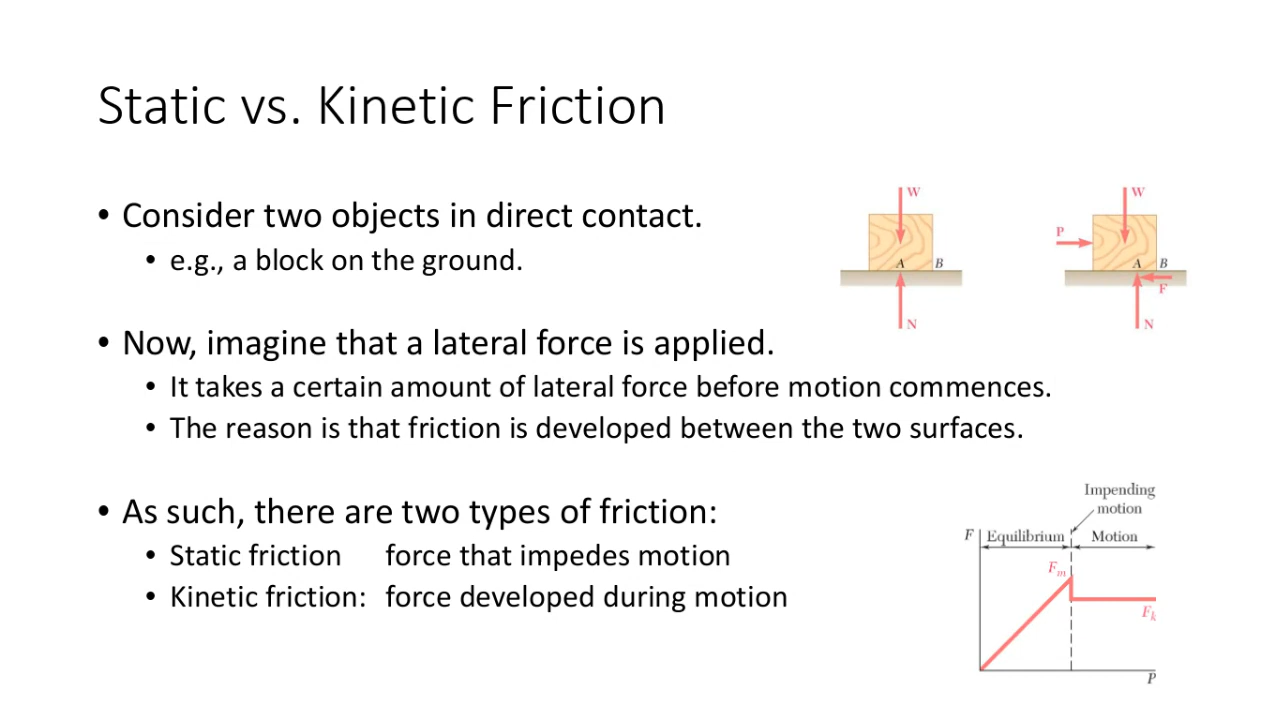 Static vs. Kinetic Friction
• Consider two objects in direct contact.
• e.g., a block on the ground.
W
A
B
N
W
P
A
B
F
N
• Now, imagine that a lateral force is applied.
• It takes a certain amount of lateral force before motion commences.
• The reason is that friction is developed between the two surfaces.
• As such, there are two types of friction:
• Static friction force that impedes motion
• Kinetic friction: force developed during motion
Impending
motion
F
Equilibrium
Motion
Fm
Fk
P